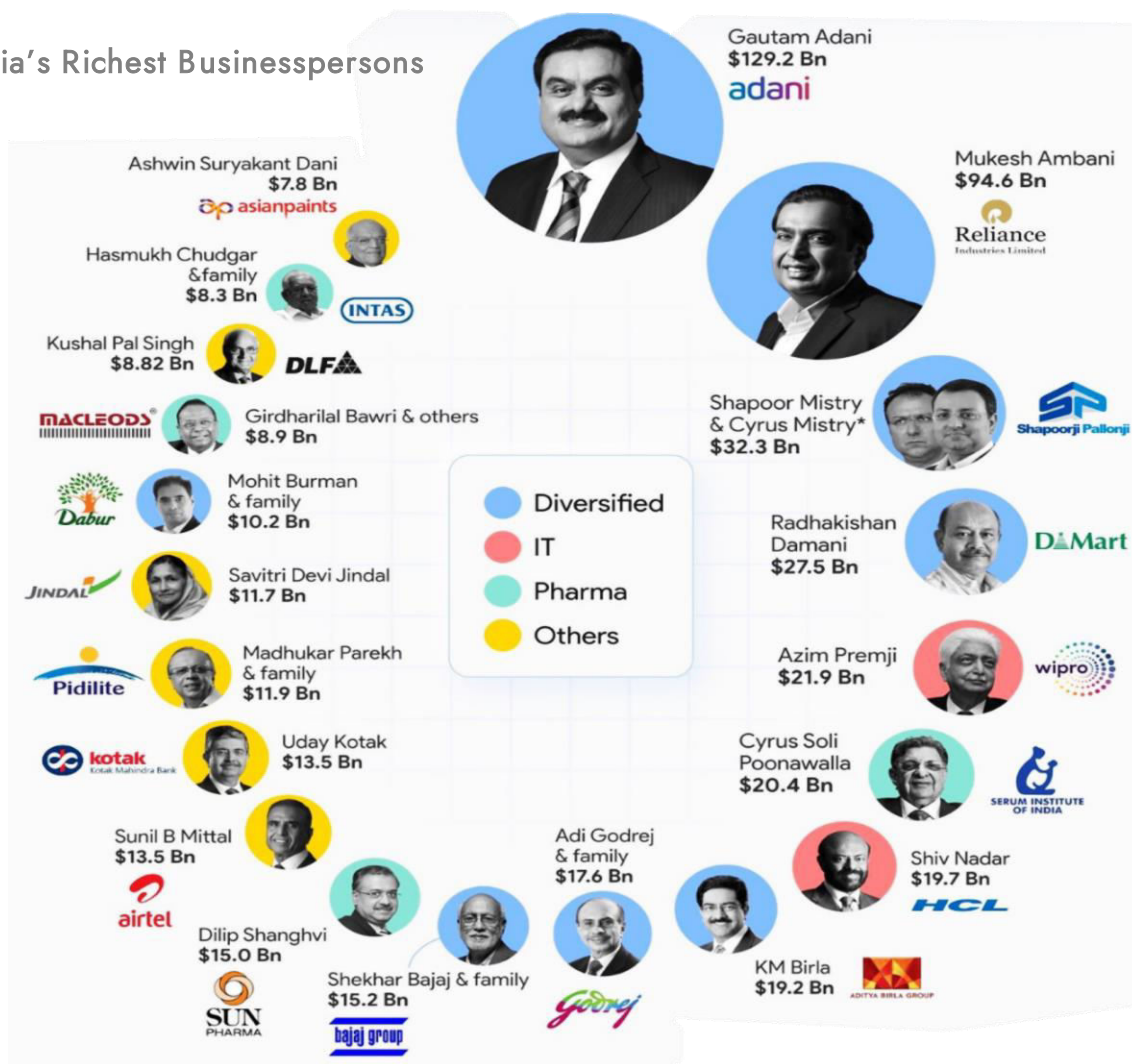 ia's Richest Businesspersons
Gautam Adani
$129.2 Bn
adani
Mukesh Ambani
$94.6 Bn
Reliance
Industries Limited
Shapoor Mistry
& Cyrus Mistry*
$32.3 Bn
SP
Shapoorji Pallonji
Radhakishan
Damani
$27.5 Bn
DMart
Azim Premji
$21.9 Bn
wipro
Cyrus Soli
Poonawalla
$20.4 Bn
SERUM INSTITUTE
OF INDIA
Shiv Nadar
$19.7 Bn
HCL
KM Birla
$19.2 Bn
ADITYA BIRLA GROUP
Adi Godrej
& family
$17.6 Bn
Godrej
Shekhar Bajaj & family
$15.2 Bn
bajaj group
Dilip Shanghvi
$15.0 Bn
SUN
PHARMA
Sunil B Mittal
$13.5 Bn
airtel
Uday Kotak
$13.5 Bn
kotak
Kotak Mahindra Bank
Madhukar Parekh
& family
$11.9 Bn
Pidilite
Savitri Devi Jindal
$11.7 Bn
JINDAL
Mohit Burman
& family
$10.2 Bn
Dabur
Girdharilal Bawri & others
$8.9 Bn
MACLEODS®
Kushal Pal Singh
$8.82 Bn
DLF
Hasmukh Chudgar
&family
$8.3 Bn
INTAS
Ashwin Suryakant Dani
$7.8 Bn
ap asianpaints
Diversified
IT
Pharma
Others